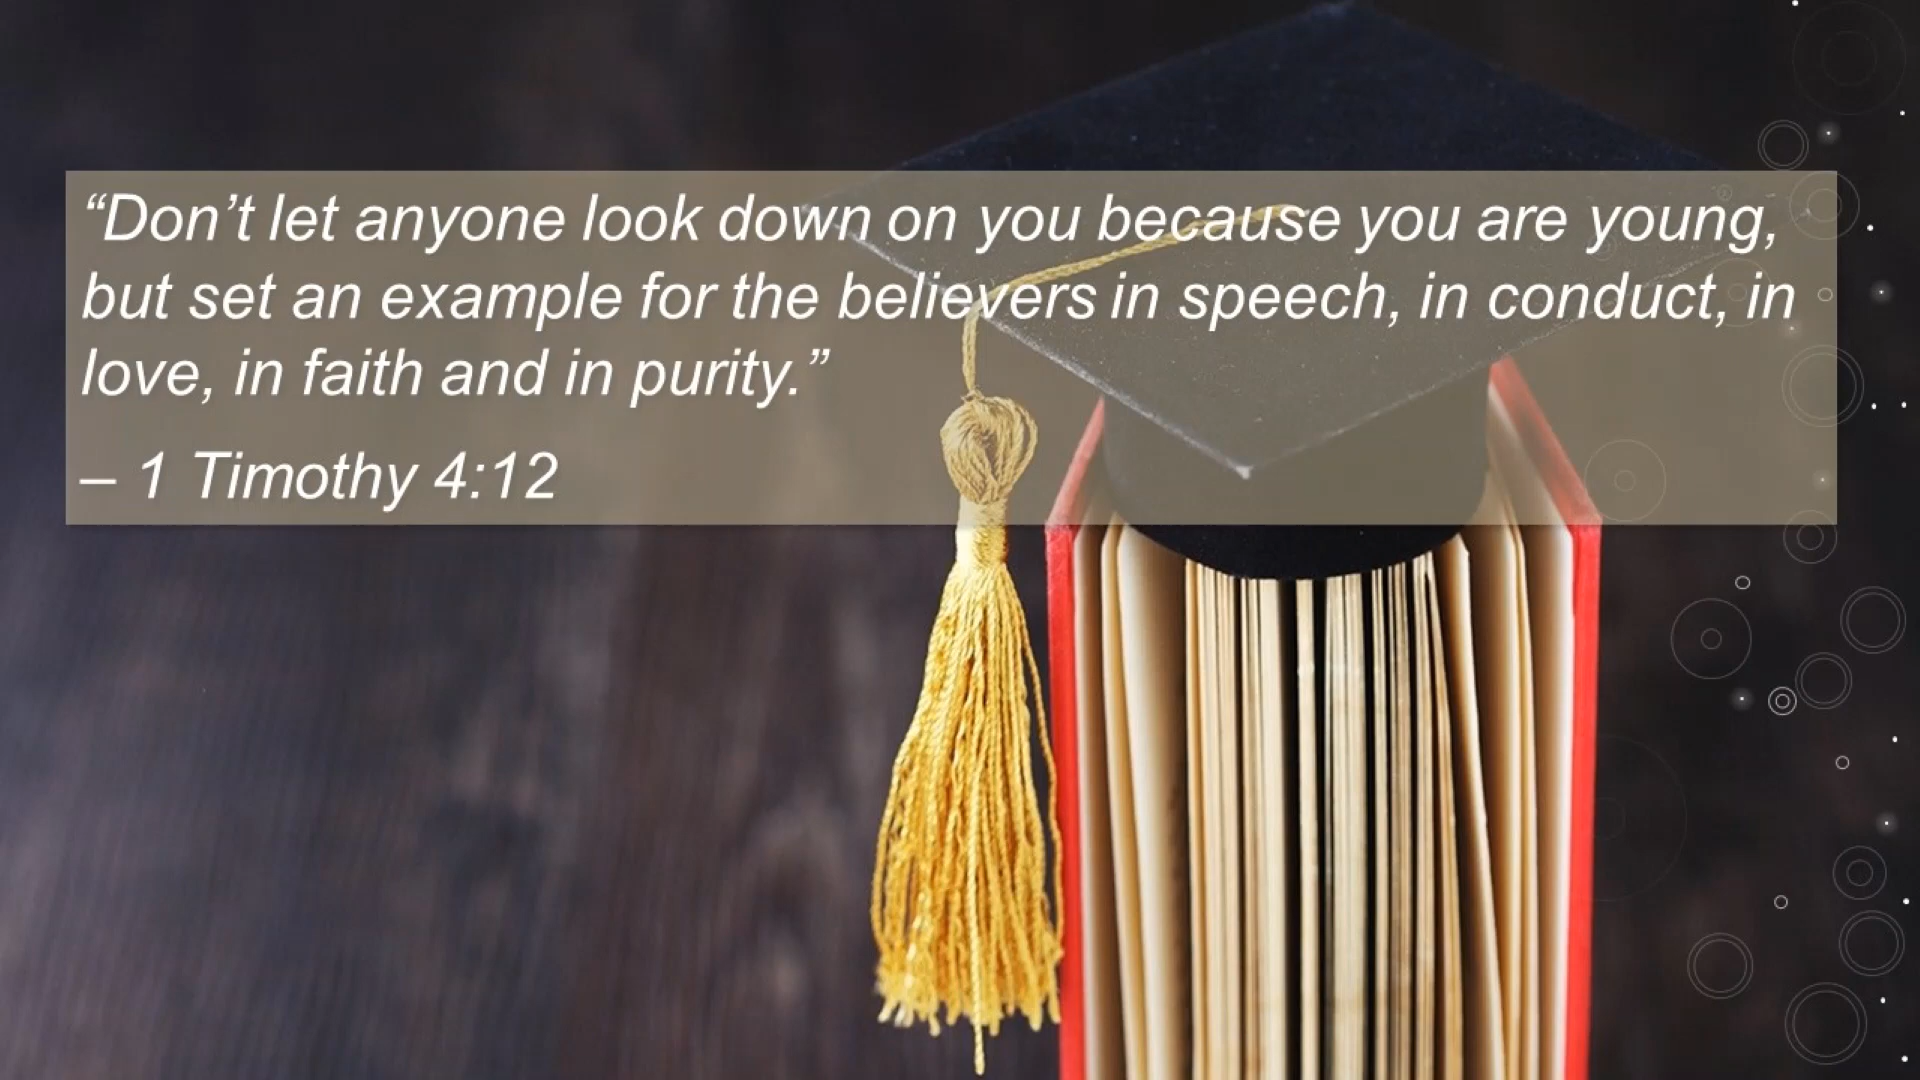 “Don’t let anyone look down on you because you are young,
but set an example for the believers in speech, in conduct, in
love, in faith and in purity.”
– 1 Timothy 4:12